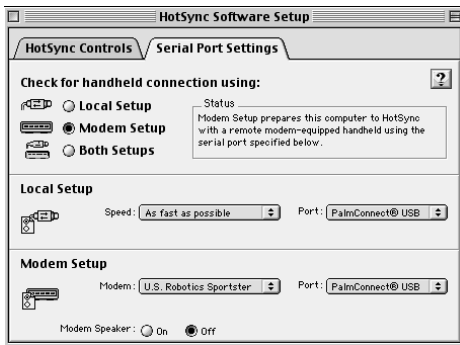 HotSync Software Setup
HotSync Controls
Serial Port Settings
Check for handheld connection using:
?
Local Setup
Modem Setup
Both Setups
Status
Modem Setup prepares this computer to HotSync
with a remote modem-equipped handheld using the
serial port specified below.
Local Setup
Speed: As fast as possible
Port: PalmConnect® USB
Modem Setup
Modem: U.S. Robotics Sportster
Port: PalmConnect® USB
Modem Speaker: On Off